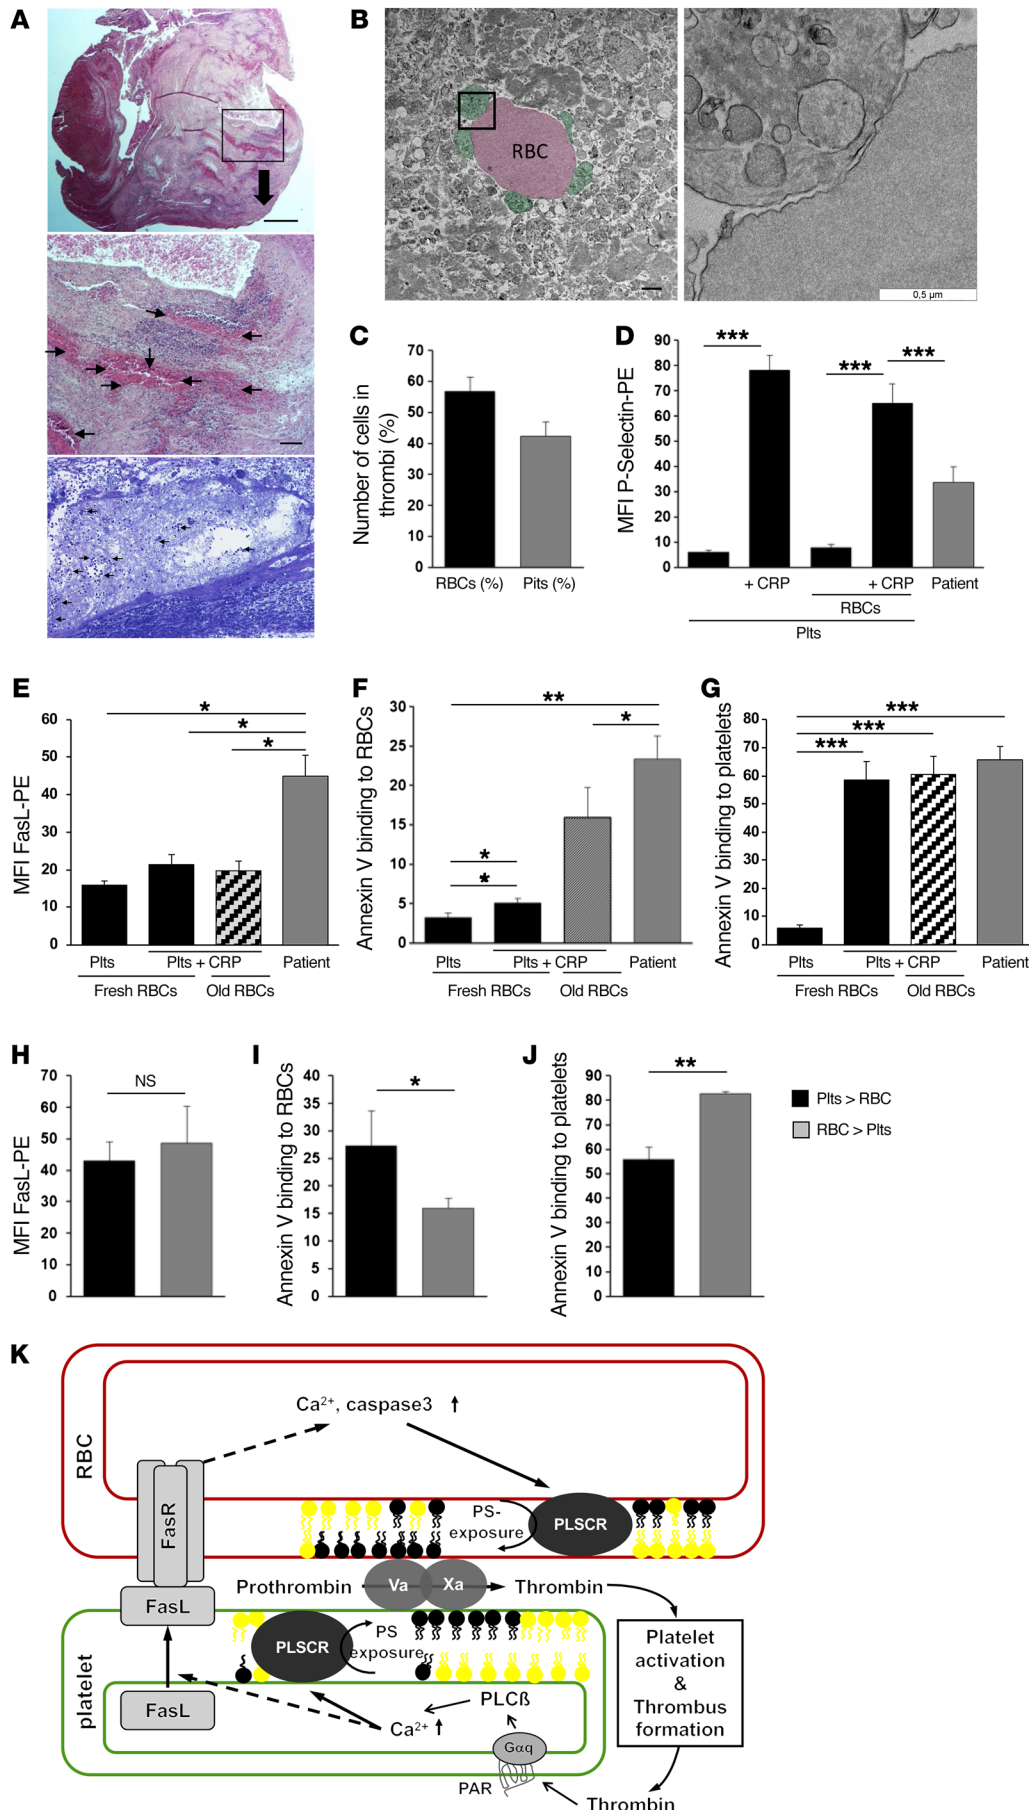 A
B
RBC
0,5 µm
C
Number of cells in
thrombi (%)
70
60
50
40
30
20
10
0
RBCs (%) Pits (%)
D
MFI P-Selectin-PE
90
80
70
60
50
40
30
20
10
0
*** *** ***
+ CRP + CRP Patient
RBCs
Plts
E
MFI FasL-PE
60
50
40
30
20
10
0
*
*
*
Plts Plts + CRP Patient
Fresh RBCs Old RBCs
F
Annexin V binding to RBCs
30
25
20
15
10
5
0
**
*
*
*
Plts Plts + CRP Patient
Fresh RBCs Old RBCs
G
Annexin V binding to platelets
80
70
60
50
40
30
20
10
0
***
***
***
Plts Plts + CRP Patient
Fresh RBCs Old RBCs
H
MFI FasL-PE
70
60
50
40
30
20
10
0
NS
I
Annexin V binding to RBCs
40
35
30
25
20
15
10
5
0
*
J
Annexin V binding to platelets
90
80
70
60
50
40
30
20
10
0
**
Plts > RBC
RBC > Plts
K
RBC
Ca²⁺, caspase3
FasR
PS-
exposure
PLSCR
FasL
Prothrombin Va Xa Thrombin
platelet
PLSCR
PS
exposure
FasL
Ca²⁺
PLCß
Gαq
PAR
Thrombin
Platelet
activation
&
Thrombus
formation